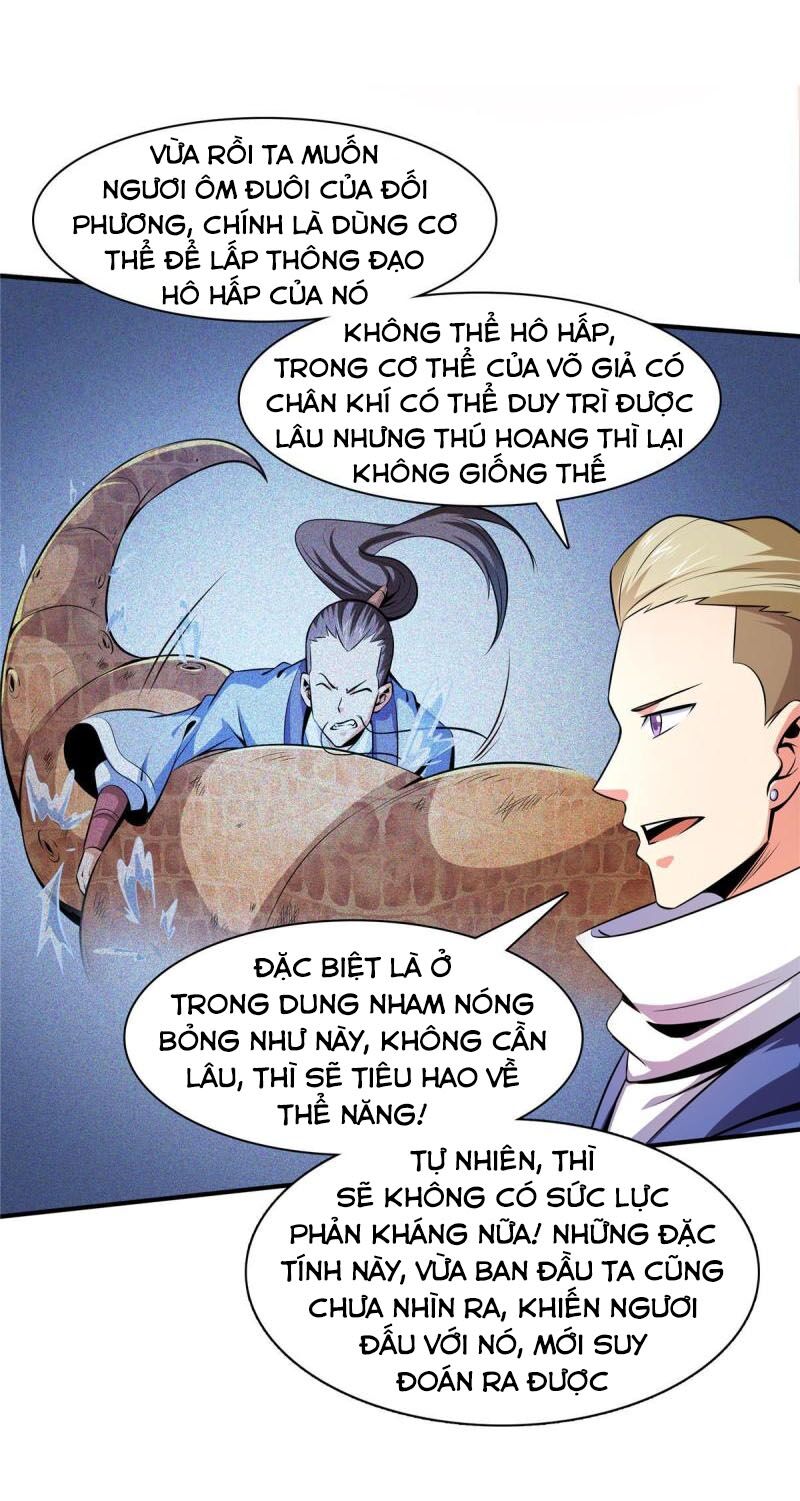 VỪA RỒI TA MUỐN
NGƯƠI ÔM ĐUÔI CỦA ĐỐI
PHƯƠNG, CHÍNH LÀ DÙNG CƠ
THỂ ĐỂ LẤP THÔNG ĐẠO
HÔ HẤP CỦA NÓ
KHÔNG THỂ HÔ HẤP,
TRONG CƠ THỂ CỦA VÕ GIẢ CÓ
CHÂN KHÍ CÓ THỂ DUY TRÌ ĐƯỢC
LÂU NHƯNG THÚ HOANG THÌ LẠI
KHÔNG GIỐNG THẾ
ĐẶC BIỆT LÀ Ở
TRONG DUNG NHAM NÓNG
BỎNG NHƯ NÀY, KHÔNG CẦN
LÂU, THÌ SẼ TIÊU HAO VỀ
THỂ NĂNG!
TỰ NHIÊN, THÌ
SẼ KHÔNG CÓ SỨC LỰC
PHẢN KHÁNG NỮA! NHỮNG ĐẶC
TÍNH NÀY, VỪA BAN ĐẦU TA CŨNG
CHƯA NHÌN RA, KHIẾN NGƯƠI
ĐẤU VỚI NÓ, MỚI SUY
ĐOÁN RA ĐƯỢC